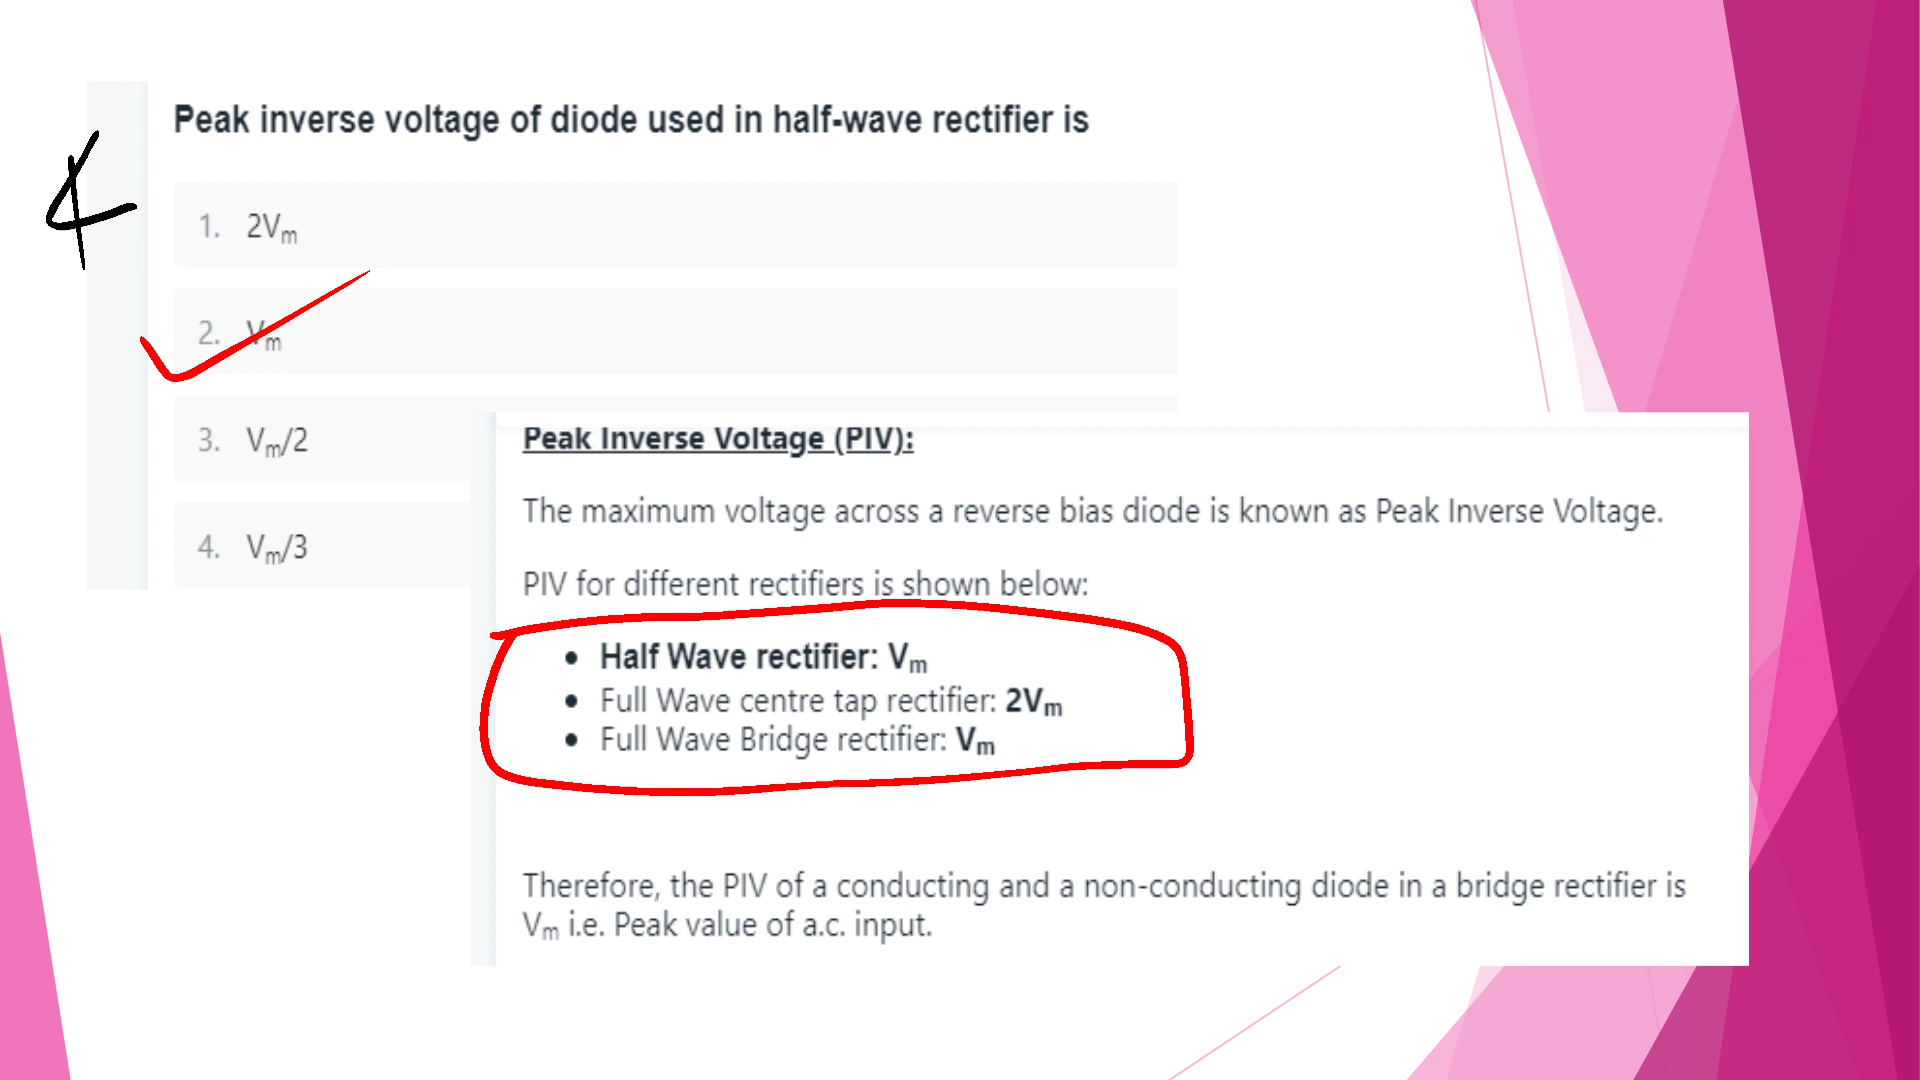 4
Peak inverse voltage of diode used in half-wave rectifier is
1. 2Vₘ
2. Vₘ
3. Vₘ/2
4. Vₘ/3
Peak Inverse Voltage (PIV):
The maximum voltage across a reverse bias diode is known as Peak Inverse Voltage.
PIV for different rectifiers is shown below:
• Half Wave rectifier: Vₘ
• Full Wave centre tap rectifier: 2Vₘ
• Full Wave Bridge rectifier: Vₘ
Therefore, the PIV of a conducting and a non-conducting diode in a bridge rectifier is
Vₘ i.e. Peak value of a.c. input.